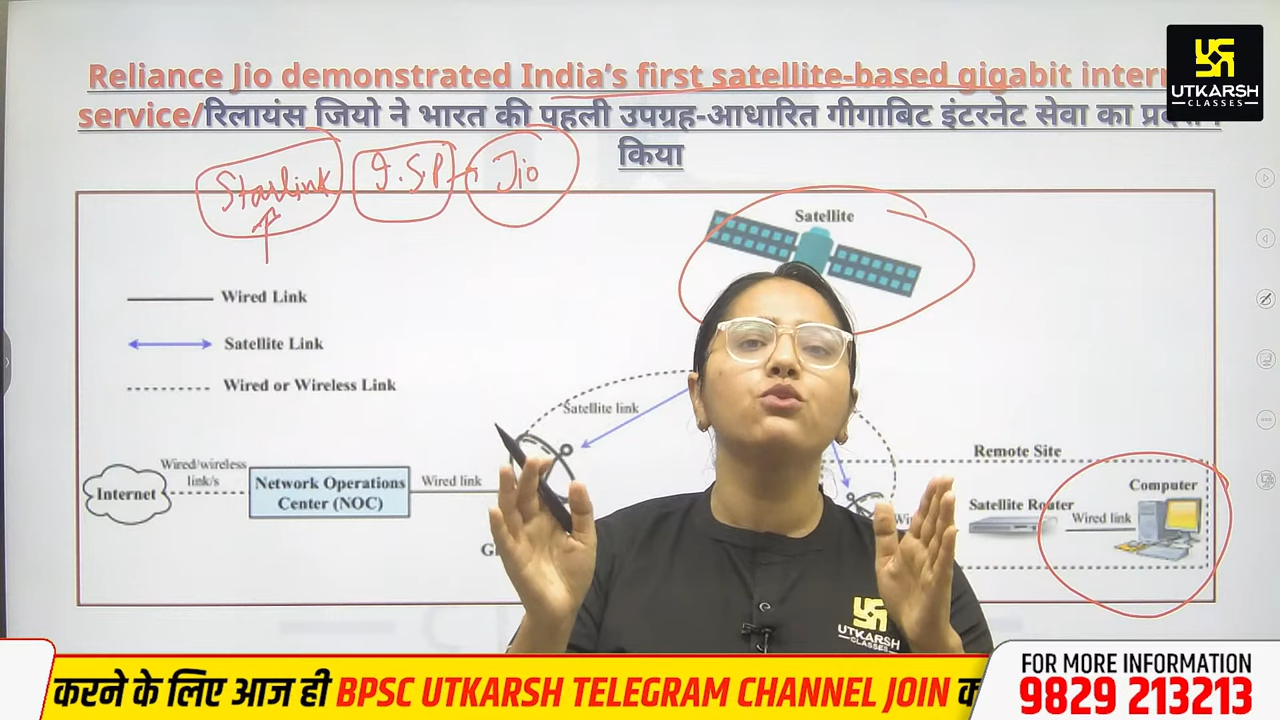 Reliance Jio demonstrated India's first satellite-based gigabit
service/रिलायंस जियो ने भारत की पहली उपग्रह-आधारित गीगाबिट इंटरनेट सेवा का
किया
UTKARSH
CLASSES
Starlink I.S.P Jio
Satellite
Wired Link
Satellite Link
Wired or Wireless Link
Satellite link
Remote Site
Internet
Wired/wireless
link/s
Network Operations
Center (NOC)
Wired link
Satellite Router
Wired link
Computer
UTKARSH
CLASSES
करने के लिए आज ही BPSC UTKARSH TELEGRAM CHANNEL JOIN
FOR MORE INFORMATION
9829 213213